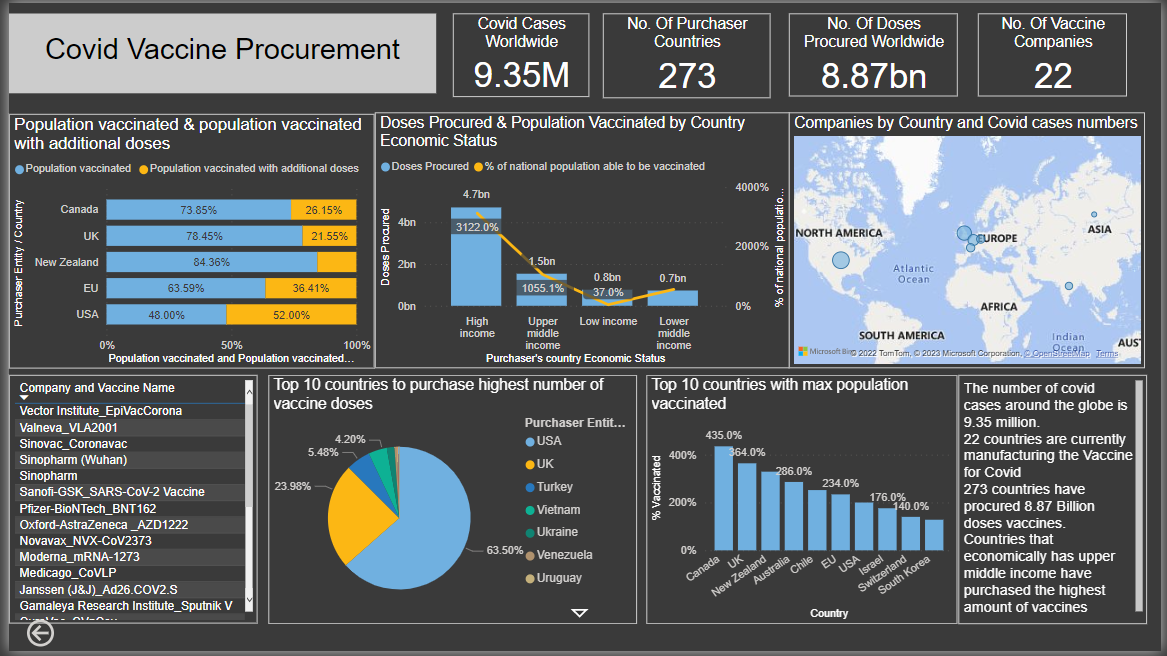 Covid Vaccine Procurement
Covid Cases
Worldwide
9.35M
No. Of Purchaser
Countries
273
No. Of Doses
Procured Worldwide
8.87bn
No. Of Vaccine
Companies
22
Population vaccinated & population vaccinated
with additional doses
Population vaccinated
Population vaccinated with additional doses
Purchaser Entity / Country
Canada
73.85%
26.15%
UK
78.45%
21.55%
New Zealand
84.36%
EU
63.59%
36.41%
USA
48.00%
52.00%
0%
50%
100%
Population vaccinated and Population vaccinated...
Doses Procured & Population Vaccinated by Country
Economic Status
Doses Procured
% of national population able to be vaccinated
Doses Procured
4bn
2bn
0bn
4.7bn
3122.0%
1.5bn
1055.1%
0.8bn
37.0%
0.7bn
4000%
2000%
0%
% of national populatio...
High
income
Upper
middle
income
Low income
Lower
middle
income
Purchaser's country Economic Status
Companies by Country and Covid cases numbers
NORTH AMERICA
EUROPE
ASIA
Atlantic
Ocean
AFRICA
SOUTH AMERICA
Indian
Ocean
AUS
Microsoft Bing
© 2022 TomTom, © 2023 Microsoft Corporation, © OpenStreetMap Terms
Company and Vaccine Name
Vector Institute_EpiVacCorona
Valneva_VLA2001
Sinovac_Coronavac
Sinopharm (Wuhan)
Sinopharm
Sanofi-GSK_SARS-CoV-2 Vaccine
Pfizer-BioNTech_BNT162
Oxford-AstraZeneca _AZD1222
Novavax_NVX-CoV2373
Moderna_mRNA-1273
Medicago_CoVLP
Janssen (J&J)_Ad26.COV2.S
Gamaleya Research Institute_Sputnik V
Top 10 countries to purchase highest number of
vaccine doses
4.20%
5.48%
23.98%
63.50%
Purchaser Entit...
USA
UK
Turkey
Vietnam
Ukraine
Venezuela
Uruguay
Top 10 countries with max population
vaccinated
% Vaccinated
400%
200%
0%
435.0%
364.0%
286.0%
234.0%
176.0%
140.0%
Canada
UK
New Zealand
Australia
Chile
EU
USA
Israel
Switzerland
South Korea
Country
The number of covid
cases around the globe is
9.35 million.
22 countries are currently
manufacturing the Vaccine
for Covid
273 countries have
procured 8.87 Billion
doses vaccines.
Countries that
economically has upper
middle income have
purchased the highest
amount of vaccines